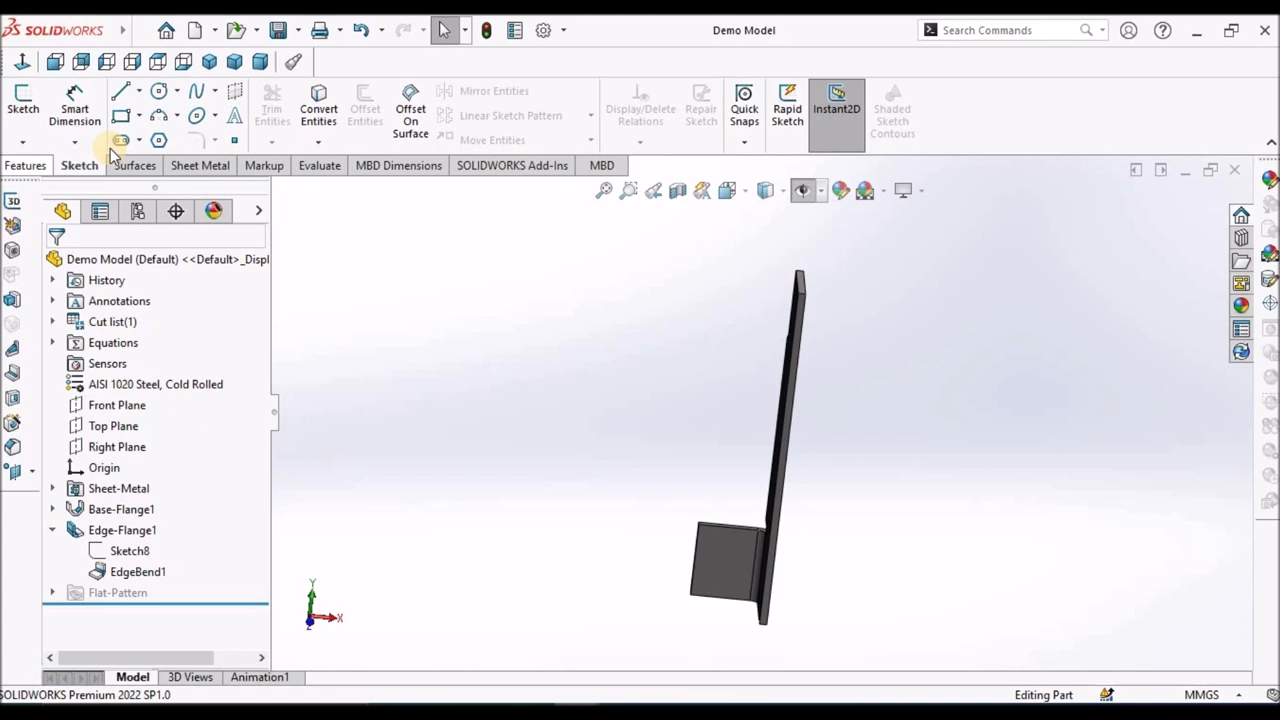 SOLIDWORKS
Demo Model
Search Commands
Sketch
Smart Dimension
Trim Entities
Convert Entities
Offset Entities
Offset On Surface
Mirror Entities
Linear Sketch Pattern
Move Entities
Display/Delete Relations
Repair Sketch
Quick Snaps
Rapid Sketch
Instant2D
Shaded Sketch Contours
Features
Sketch
Surfaces
Sheet Metal
Markup
Evaluate
MBD Dimensions
SOLIDWORKS Add-Ins
MBD
3D
Demo Model (Default) <<Default>_Displ
History
Annotations
Cut list(1)
Equations
Sensors
AISI 1020 Steel, Cold Rolled
Front Plane
Top Plane
Right Plane
Origin
Sheet-Metal
Base-Flange1
Edge-Flange1
Sketch8
EdgeBend1
Flat-Pattern
Y
X
Z
Model
3D Views
Animation1
SOLIDWORKS Premium 2022 SP1.0
Editing Part
MMGS